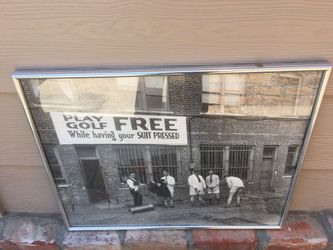 PLAY
GOLF FREE
While having your SUIT PRESSED